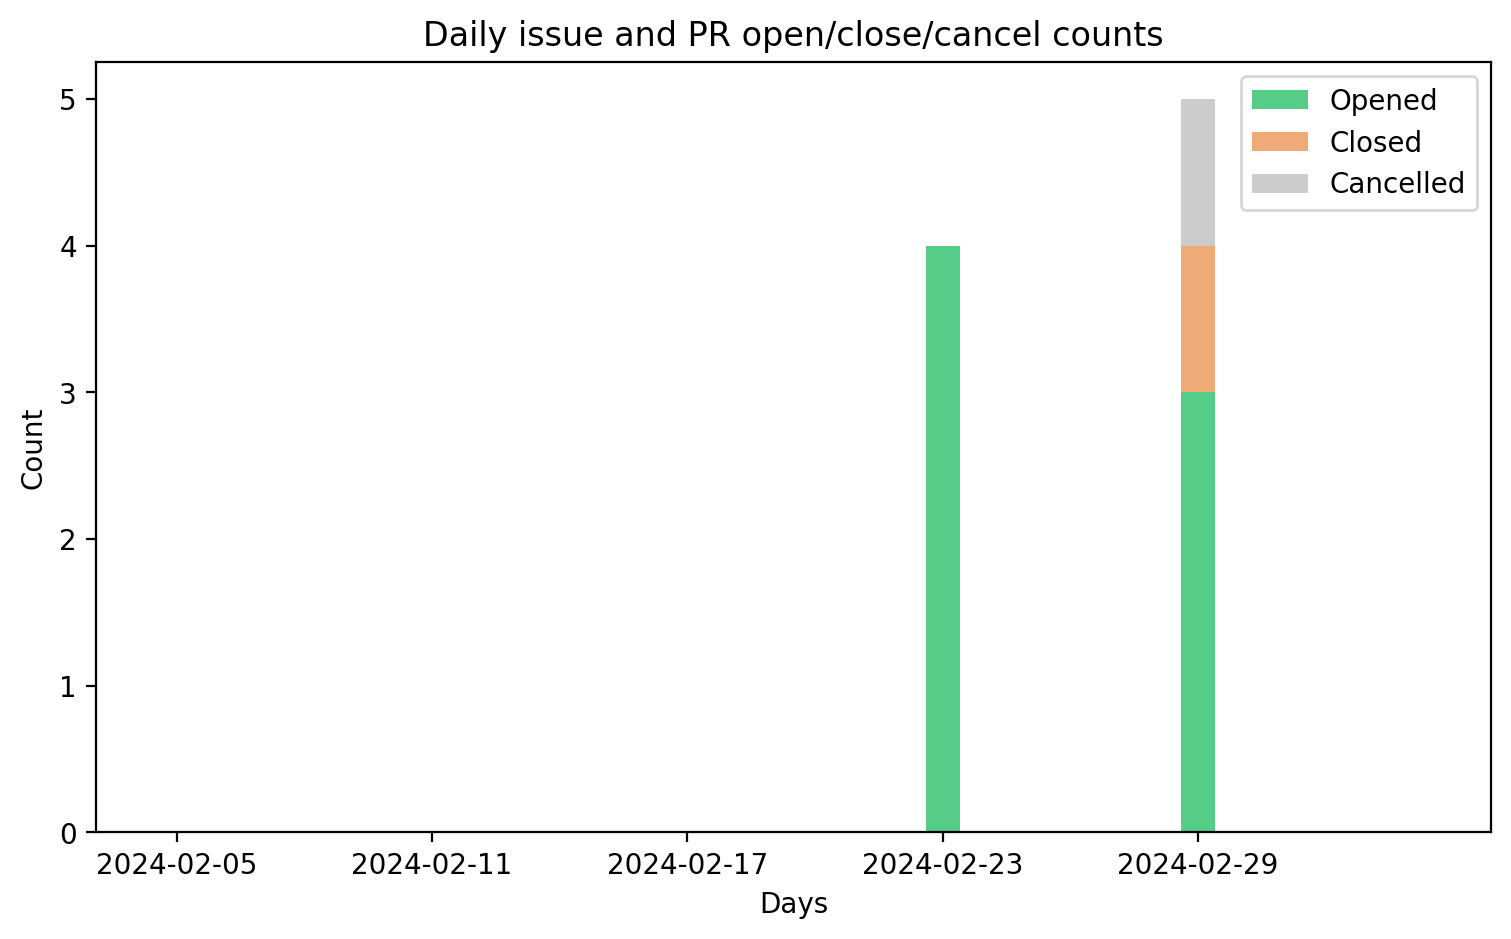 Daily issue and PR open/close/cancel counts
Opened
Closed
Cancelled
Count
5
4
3
2
1
0
2024-02-05 2024-02-11 2024-02-17 2024-02-23 2024-02-29
Days